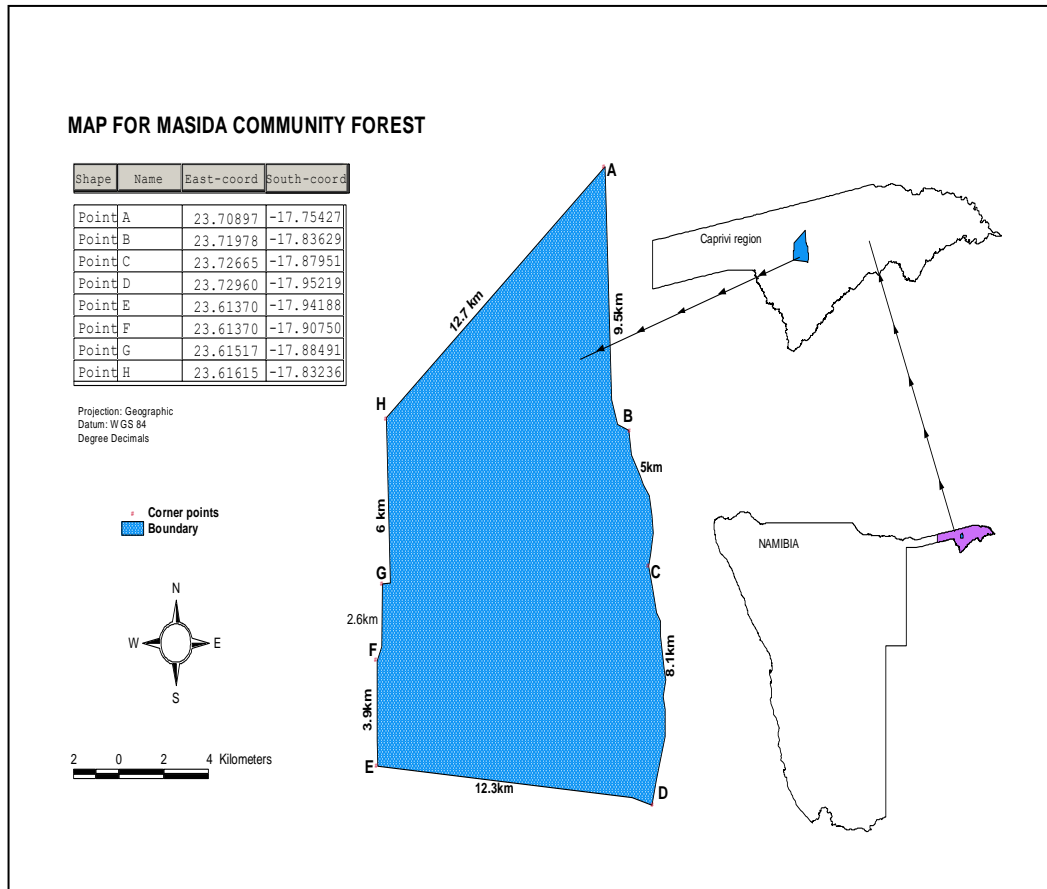 MAP FOR MASIDA COMMUNITY FOREST
Shape Name East-coord South-coord
Point A 23.70897 -17.75427
Point B 23.71978 -17.83629
Point C 23.72665 -17.87951
Point D 23.72960 -17.95219
Point E 23.61370 -17.94188
Point F 23.61370 -17.90750
Point G 23.61517 -17.88491
Point H 23.61615 -17.83236
Projection: Geographic
Datum: WGS 84
Degree Decimals
Corner points
Boundary
N
W E
S
2 0 2 4 Kilometers
A
12.7 km
9.5km
H
B
5km
6 km
G
C
2.6km
F
8.1km
3.9km
E
12.3km
D
Caprivi region
NAMIBIA